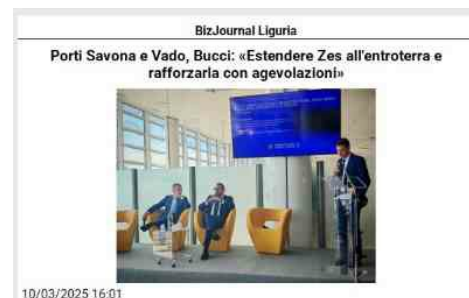 BizJournal Liguria
Porti Savona e Vado, Bucci: «Estendere Zes all'entroterra e
rafforzarla con agevolazioni»
10/03/2025 16:01